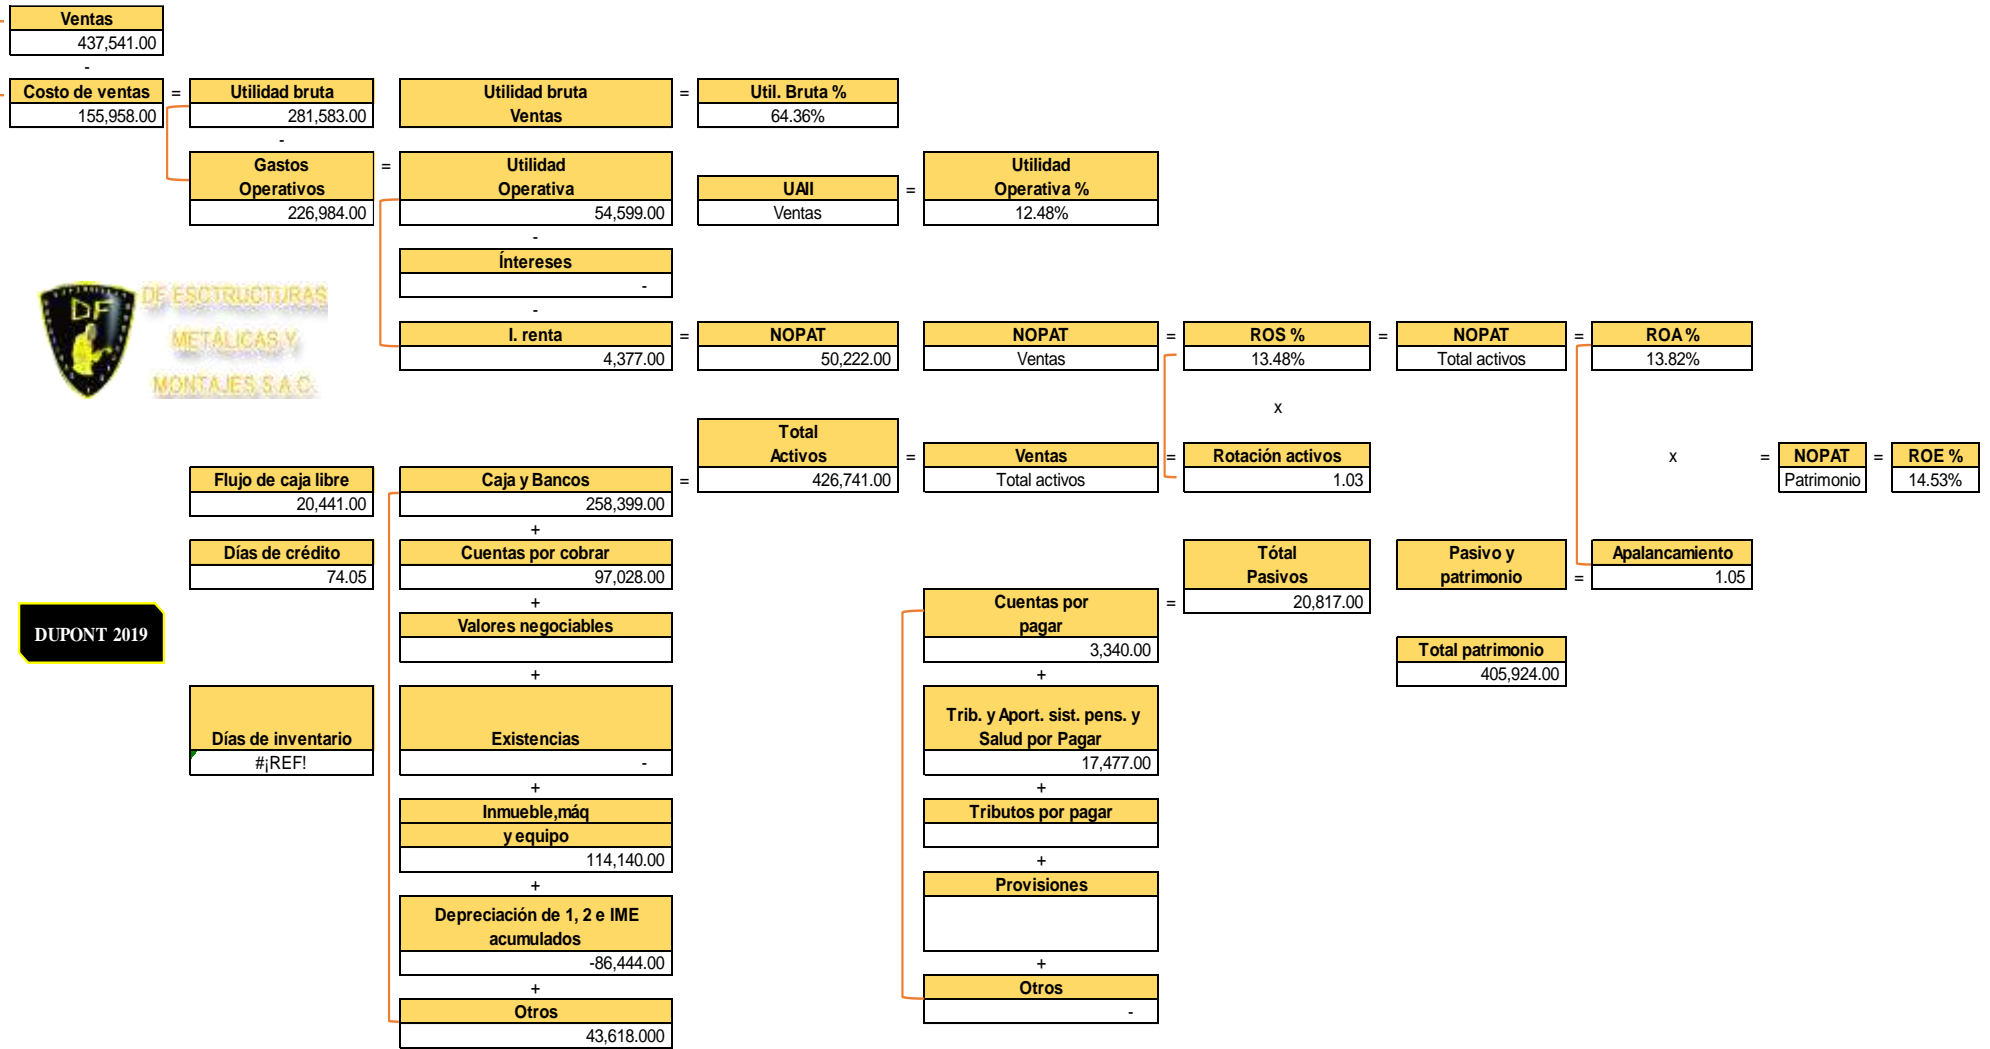 Ventas
437,541.00
-
Costo de ventas = Utilidad bruta Utilidad bruta = Util. Bruta %
155,958.00 281,583.00 Ventas 64.36%
-
Gastos = Utilidad Utilidad
Operativos Operativa UAII = Operativa %
226,984.00 54,599.00 Ventas 12.48%
-
Íntereses
-
-
DF
DE ESCTRUCTURAS
METÁLICAS Y
MONTAJES S.A.C.
I. renta = NOPAT NOPAT = ROS % = NOPAT = ROA %
4,377.00 50,222.00 Ventas 13.48% Total activos 13.82%
x
Total
Activos = Ventas = Rotación activos x = NOPAT = ROE %
426,741.00 Total activos 1.03 Patrimonio 14.53%
Flujo de caja libre Caja y Bancos =
20,441.00 258,399.00
+
Días de crédito Cuentas por cobrar Tótal Pasivo y Apalancamiento
74.05 97,028.00 Pasivos patrimonio = 1.05
+ Cuentas por = 20,817.00
DUPONT 2019
Valores negociables pagar
3,340.00 Total patrimonio
+ + 405,924.00
Trib. y Aport. sist. pens. y
Días de inventario Existencias Salud por Pagar
#¡REF! - 17,477.00
+ +
Inmueble,máq Tributos por pagar
y equipo
114,140.00 +
+ Provisiones
Depreciación de 1, 2 e IME
acumulados
-86,444.00 +
+ Otros
Otros -
43,618.000